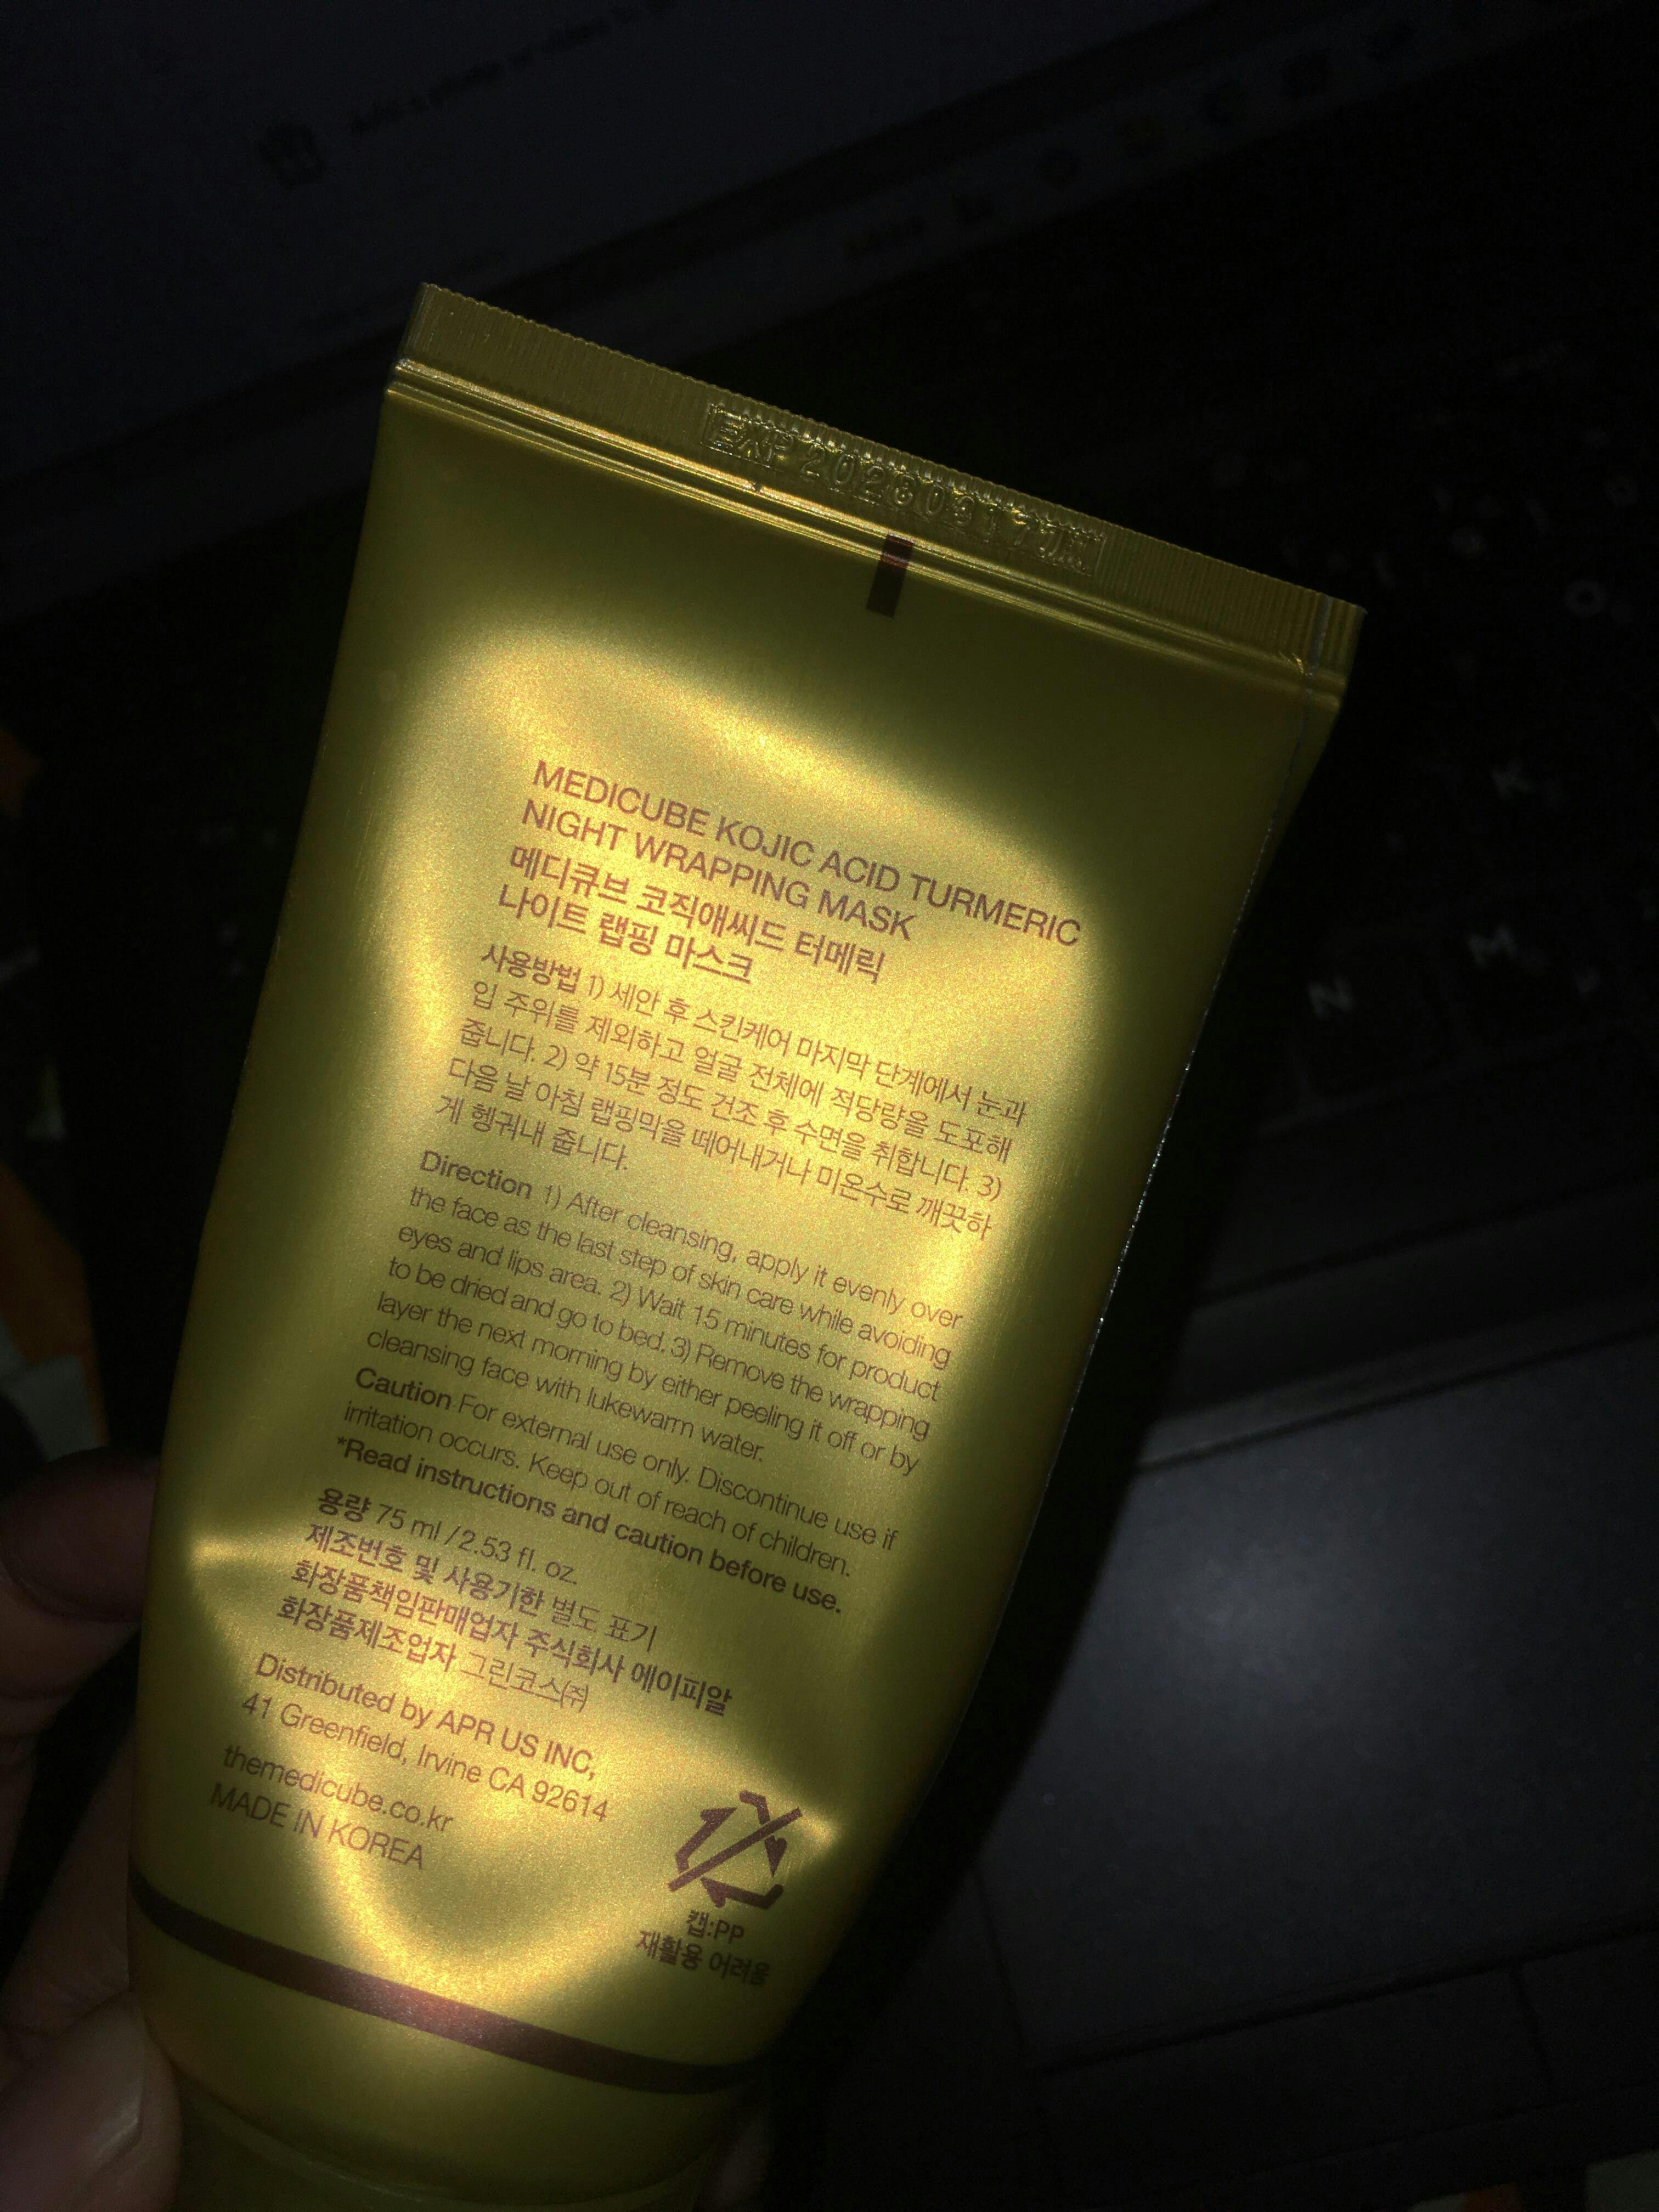 EXP
MEDICUBE KOJIC ACID TURMERIC
NIGHT WRAPPING MASK
메디큐브 코직애씨드 터메릭
나이트 랩핑 마스크
사용방법 1) 세안 후 스킨케어 마지막 단계에서 눈과
입 주위를 제외하고 얼굴 전체에 적당량을 도포해
줍니다. 2) 약 15분 정도 건조 후 수면을 취합니다. 3)
다음 날 아침 랩핑막을 떼어내거나 미온수로 깨끗하
게 헹궈내 줍니다.
Direction 1) After cleansing, apply it evenly over
the face as the last step of skin care while avoiding
eyes and lips area. 2) Wait 15 minutes for product
to be dried and go to bed. 3) Remove the wrapping
layer the next morning by either peeling it off or by
cleansing face with lukewarm water.
Caution For external use only. Discontinue use if
irritation occurs. Keep out of reach of children.
*Read instructions and caution before use.
용량 75 ml / 2.53 fl. oz.
제조번호 및 사용기한 별도 표기
화장품책임판매업자 주식회사 에이피알
화장품제조업자 그린코스(주)
Distributed by APR US INC,
41 Greenfield, Irvine CA 92614
themedicube.co.kr
MADE IN KOREA
캡:PP
재활용 어려움
K
M
N